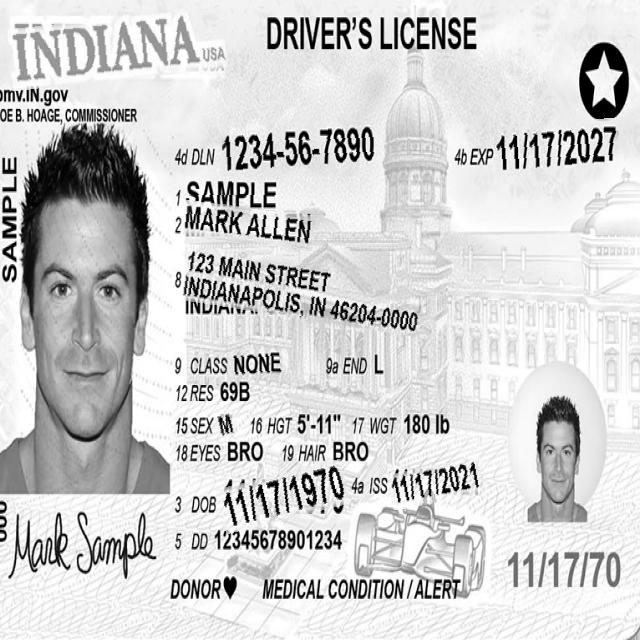 INDIANA USA
DRIVER'S LICENSE
mv.IN.gov
OE B. HOAGE, COMMISSIONER
SAMPLE
4d DLN 1234-56-7890
4b EXP 11/17/2027
1 SAMPLE
2 MARK ALLEN
8 123 MAIN STREET
INDIANAPOLIS, IN 46204-0000
9 CLASS NONE 9a END L
12 RES 69B
15 SEX M 16 HGT 5'-11" 17 WGT 180 lb
18 EYES BRO 19 HAIR BRO
3 DOB 11/17/1970 4a ISS 11/17/2021
5 DD 12345678901234
000
Mark Sample
DONOR♥ MEDICAL CONDITION / ALERT
11/17/70